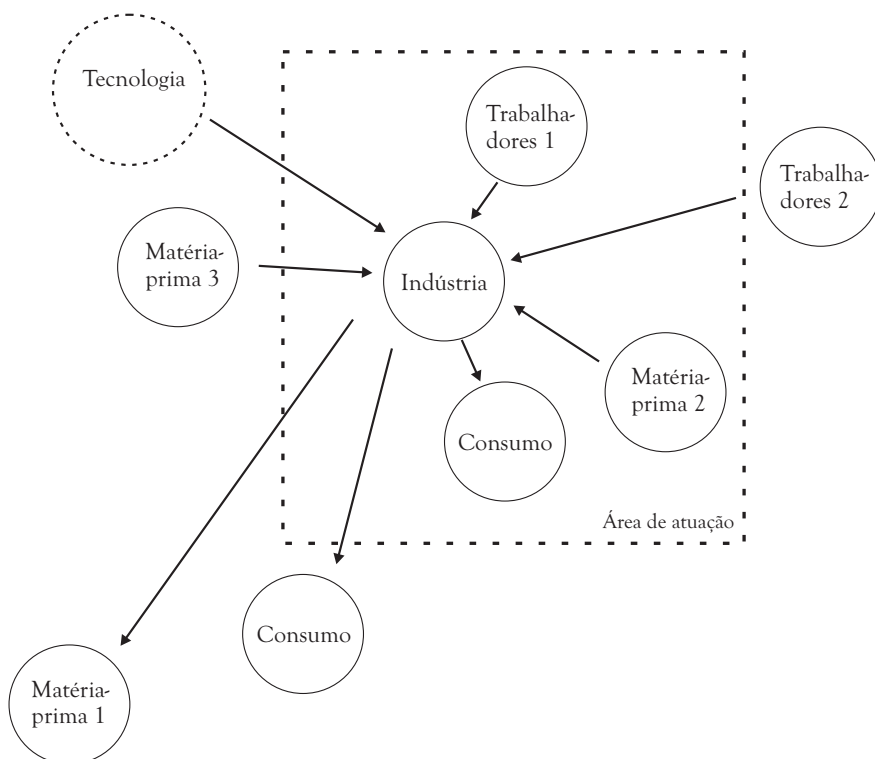 Tecnologia
Trabalha-
dores 1
Trabalha-
dores 2
Matéria-
prima 3
Indústria
Matéria-
prima 2
Consumo
Área de atuação
Consumo
Matéria-
prima 1